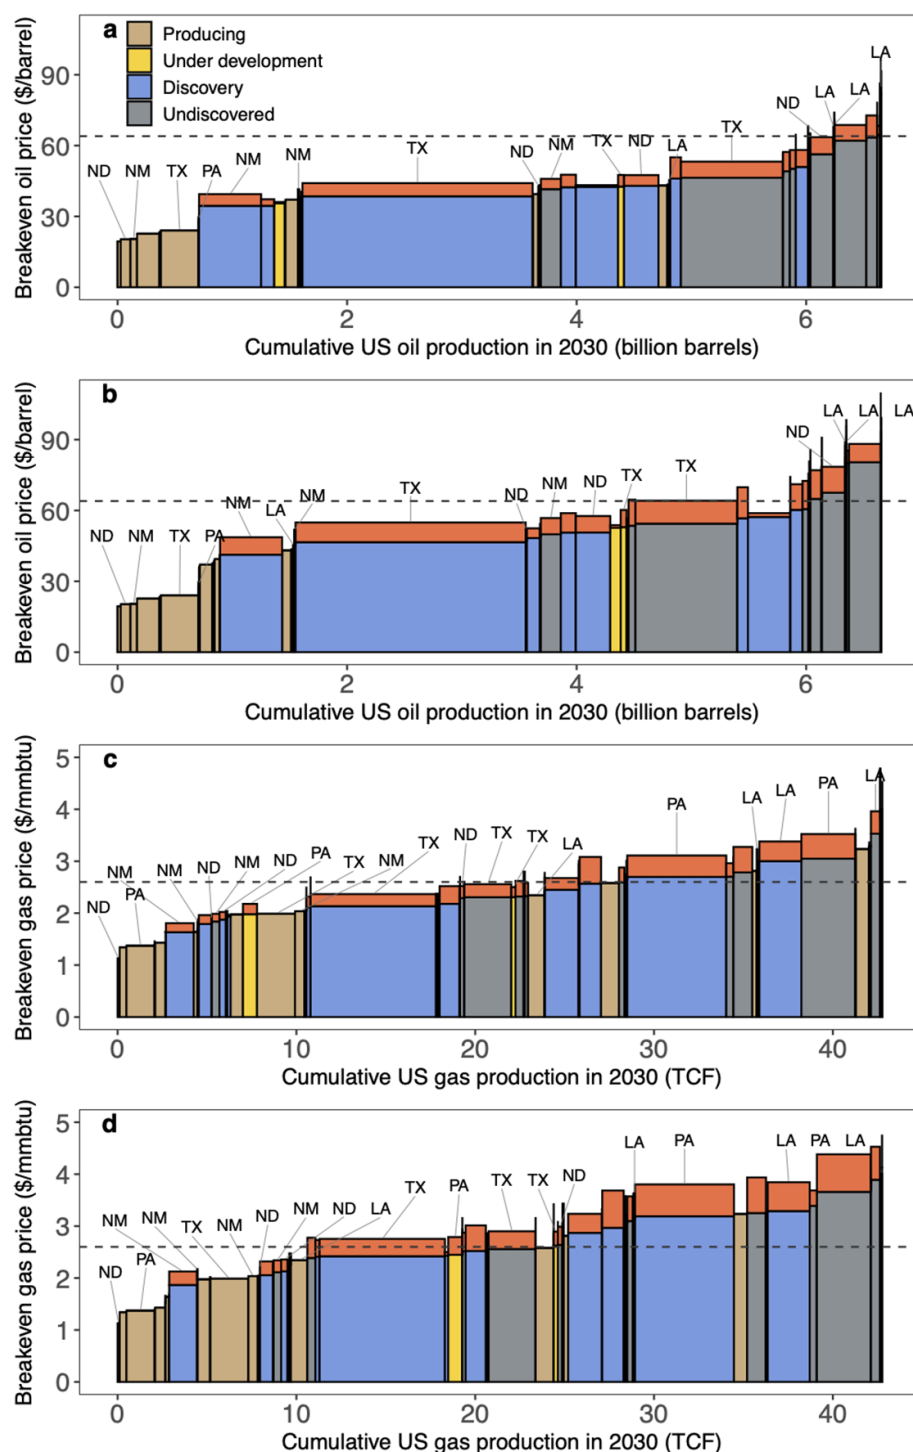 a
Producing
Under development
Discovery
Undiscovered
LA
90
ND LA LA
60
ND NM TX PA NM NM TX ND NM TX ND LA TX
30
0
0 2 4 6
Breakeven oil price ($/barrel)
Cumulative US oil production in 2030 (billion barrels)
b
90
LA LA LA
ND
60
ND NM TX PA NM LA NM TX ND NM ND TX TX
30
0
0 2 4 6
Breakeven oil price ($/barrel)
Cumulative US oil production in 2030 (billion barrels)
c
5
4
PA LA LA PA LA
3
ND NM PA NM ND NM ND PA TX NM TX ND TX TX LA
2
1
0
0 10 20 30 40
Breakeven gas price ($/mmbtu)
Cumulative US gas production in 2030 (TCF)
d
5
LA PA LA PA LA
4
3
ND NM PA NM TX NM ND NM ND LA TX PA TX TX ND
2
1
0
0 10 20 30 40
Breakeven gas price ($/mmbtu)
Cumulative US gas production in 2030 (TCF)